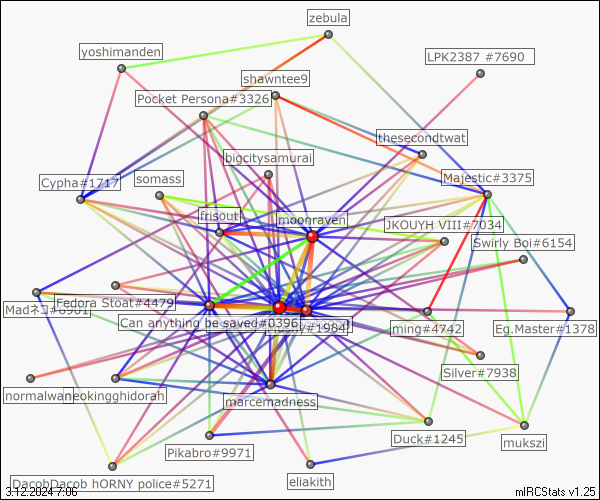 zebula
yoshimanden
LPK2387 #7690
shawntee9
Pocket Persona#3326
thesecondtwat
bigcitysamurai
Majestic#3375
Cypha#1717
somass
frisout
moonraven
JKOUYH VIII#7034
Swirly Boi#6154
Madネコ#6901
Fedora Stoat#4479
Can anything be saved#0396
#1984
ming#4742
Eg.Master#1378
Silver#7938
normalwan
neokingghidorah
marcemadness
Duck#1245
mukszi
Pikabro#9971
DacobDacob hORNY police#5271
eliakith
3.12.2024 7:06
mIRCStats v1.25